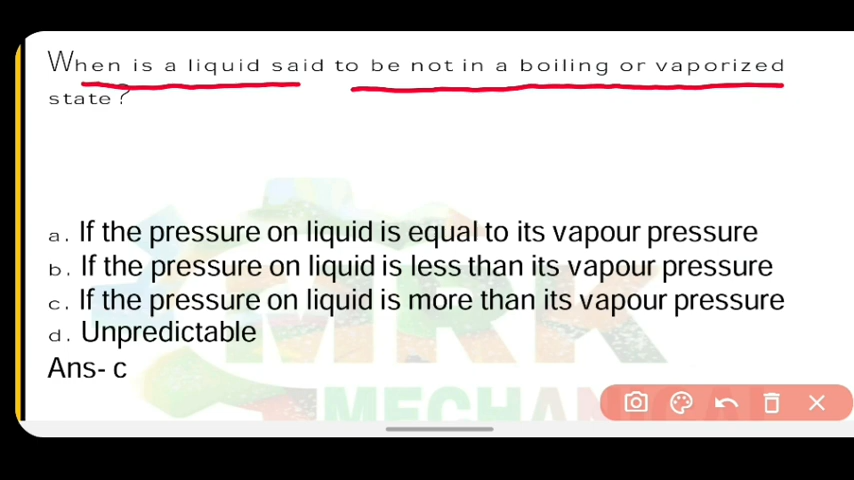 When is a liquid said to be not in a boiling or vaporized
state?
a. If the pressure on liquid is equal to its vapour pressure
b. If the pressure on liquid is less than its vapour pressure
c. If the pressure on liquid is more than its vapour pressure
d. Unpredictable
Ans- c
MRK
MECHANICAL